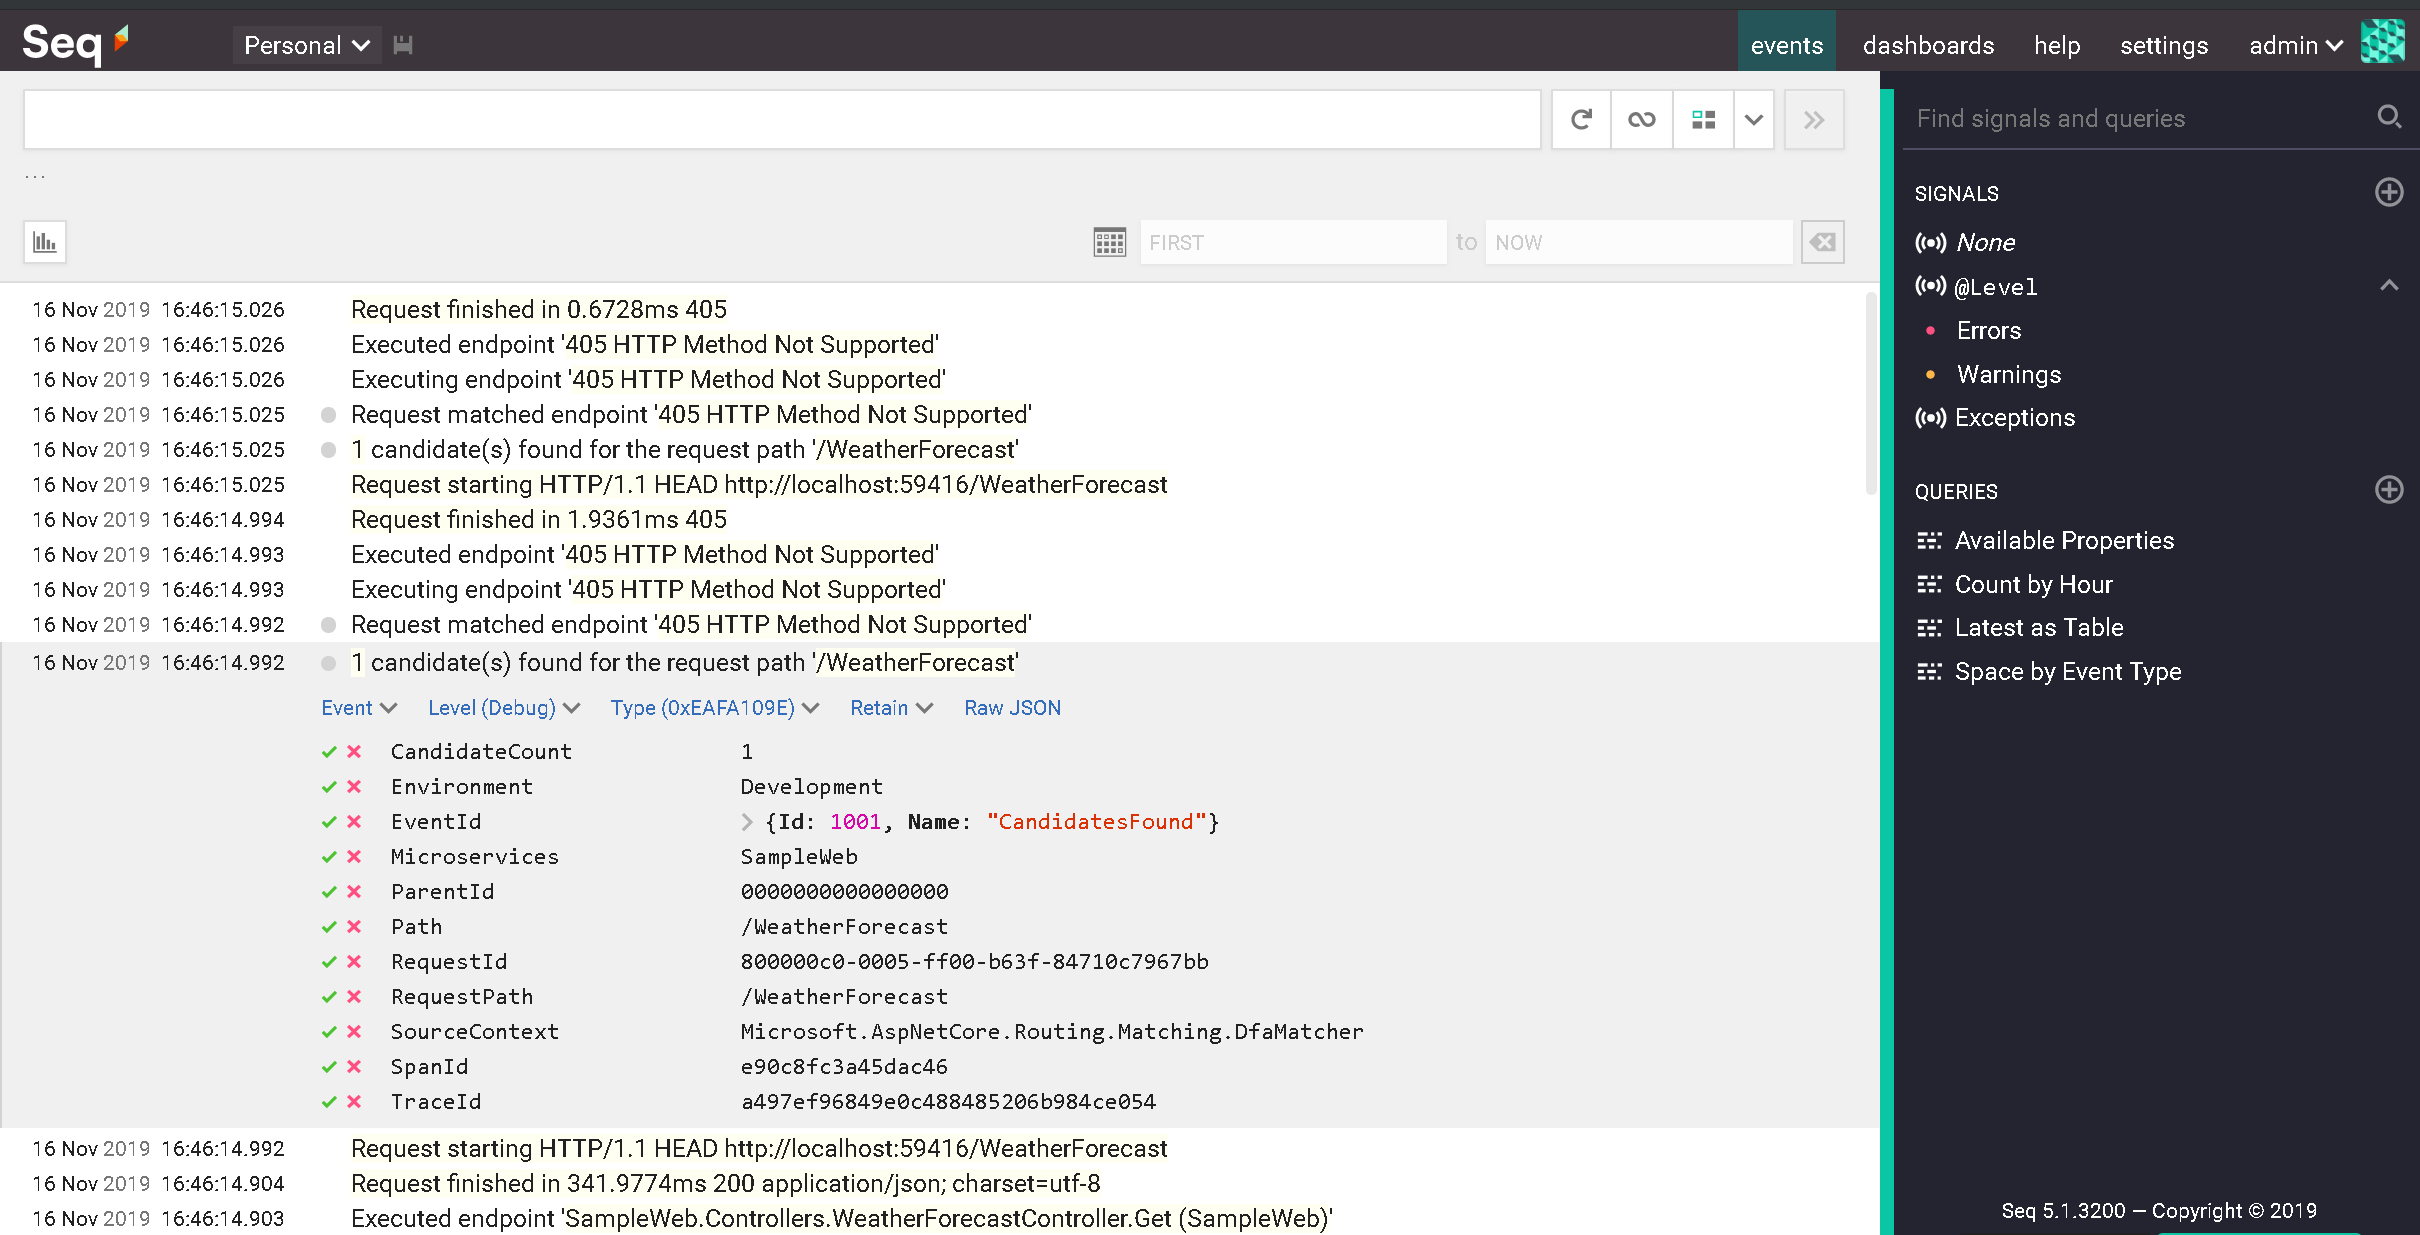 Seq Personal events dashboards help settings admin
Find signals and queries
...
FIRST to NOW
SIGNALS
None
@Level
Errors
Warnings
Exceptions
QUERIES
Available Properties
Count by Hour
Latest as Table
Space by Event Type
16 Nov 2019 16:46:15.026 Request finished in 0.6728ms 405
16 Nov 2019 16:46:15.026 Executed endpoint '405 HTTP Method Not Supported'
16 Nov 2019 16:46:15.026 Executing endpoint '405 HTTP Method Not Supported'
16 Nov 2019 16:46:15.025 Request matched endpoint '405 HTTP Method Not Supported'
16 Nov 2019 16:46:15.025 1 candidate(s) found for the request path '/WeatherForecast'
16 Nov 2019 16:46:15.025 Request starting HTTP/1.1 HEAD http://localhost:59416/WeatherForecast
16 Nov 2019 16:46:14.994 Request finished in 1.9361ms 405
16 Nov 2019 16:46:14.993 Executed endpoint '405 HTTP Method Not Supported'
16 Nov 2019 16:46:14.993 Executing endpoint '405 HTTP Method Not Supported'
16 Nov 2019 16:46:14.992 Request matched endpoint '405 HTTP Method Not Supported'
16 Nov 2019 16:46:14.992 1 candidate(s) found for the request path '/WeatherForecast'
Event Level (Debug) Type (0xEAFA109E) Retain Raw JSON
CandidateCount 1
Environment Development
EventId {Id: 1001, Name: "CandidatesFound"}
Microservices SampleWeb
ParentId 0000000000000000
Path /WeatherForecast
RequestId 800000c0-0005-ff00-b63f-84710c7967bb
RequestPath /WeatherForecast
SourceContext Microsoft.AspNetCore.Routing.Matching.DfaMatcher
SpanId e90c8fc3a45dac46
TraceId a497ef96849e0c488485206b984ce054
16 Nov 2019 16:46:14.992 Request starting HTTP/1.1 HEAD http://localhost:59416/WeatherForecast
16 Nov 2019 16:46:14.904 Request finished in 341.9774ms 200 application/json; charset=utf-8
16 Nov 2019 16:46:14.903 Executed endpoint 'SampleWeb.Controllers.WeatherForecastController.Get (SampleWeb)'
Seq 5.1.3200 — Copyright © 2019